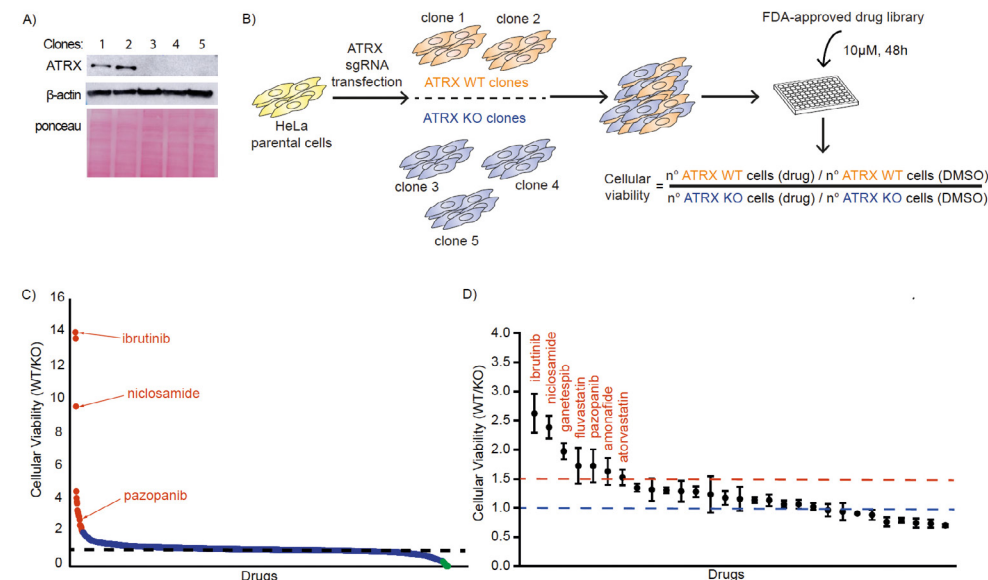 A)
Clones: 1 2 3 4 5
ATRX
β-actin
ponceau
B)
clone 1
clone 2
HeLa
parental cells
ATRX
sgRNA
transfection
ATRX WT clones
ATRX KO clones
clone 3
clone 4
clone 5
FDA-approved drug library
10µM, 48h
Cellular
viability
=
n° ATRX WT cells (drug) / n° ATRX WT cells (DMSO)
n° ATRX KO cells (drug) / n° ATRX KO cells (DMSO)
C)
Cellular Viability (WT/KO)
16
14
12
10
8
6
4
2
0
ibrutinib
niclosamide
pazopanib
Drugs
D)
Cellular Viability (WT/KO)
4.0
3.5
3.0
2.5
2.0
1.5
1.0
0.5
0.0
ibrutinib
niclosamide
ganetespib
fluvastatin
pazopanib
amonafide
atorvastatin
Drugs